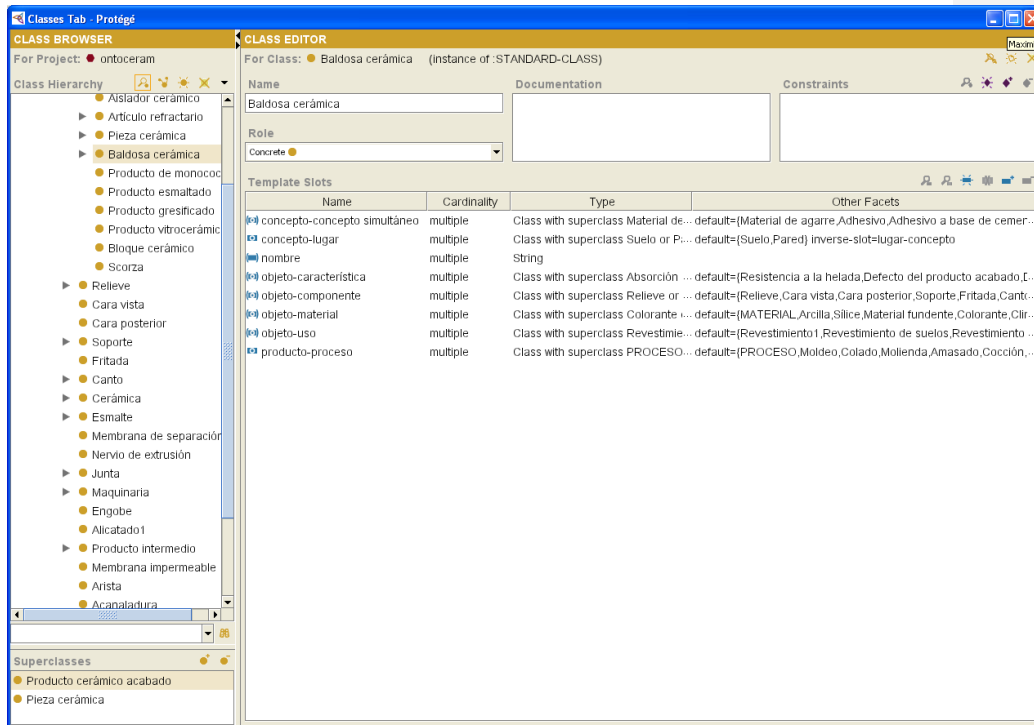 Classes Tab - Protégé
CLASS BROWSER
For Project: ontoceram
Class Hierarchy
Aislador cerámico
Artículo refractario
Pieza cerámica
Baldosa cerámica
Producto de monococ
Producto esmaltado
Producto gresificado
Producto vitrocerámic
Bloque cerámico
Scorza
Relieve
Cara vista
Cara posterior
Soporte
Fritada
Canto
Cerámica
Esmalte
Membrana de separación
Nervio de extrusión
Junta
Maquinaria
Engobe
Alicatado1
Producto intermedio
Membrana impermeable
Arista
Acanaladura
Superclasses
Producto cerámico acabado
Pieza cerámica
CLASS EDITOR
Maxim
For Class: Baldosa cerámica (instance of :STANDARD-CLASS)
Name Documentation Constraints
Baldosa cerámica
Role
Concrete
Template Slots
Name Cardinality Type Other Facets
concepto-concepto simultáneo multiple Class with superclass Material de... default={Material de agarre,Adhesivo,Adhesivo a base de cemen...
concepto-lugar multiple Class with superclass Suelo or P... default={Suelo,Pared} inverse-slot=lugar-concepto
nombre multiple String
objeto-característica multiple Class with superclass Absorción ... default={Resistencia a la helada,Defecto del producto acabado,...
objeto-componente multiple Class with superclass Relieve or ... default={Relieve,Cara vista,Cara posterior,Soporte,Fritada,Canto...
objeto-material multiple Class with superclass Colorante ... default={MATERIAL,Arcilla,Sílice,Material fundente,Colorante,...
objeto-uso multiple Class with superclass Revestimie... default={Revestimiento1,Revestimiento de suelos,Revestimiento ...
producto-proceso multiple Class with superclass PROCESO... default={PROCESO,Moldeo,Colado,Molienda,Amasado,Cocción,...